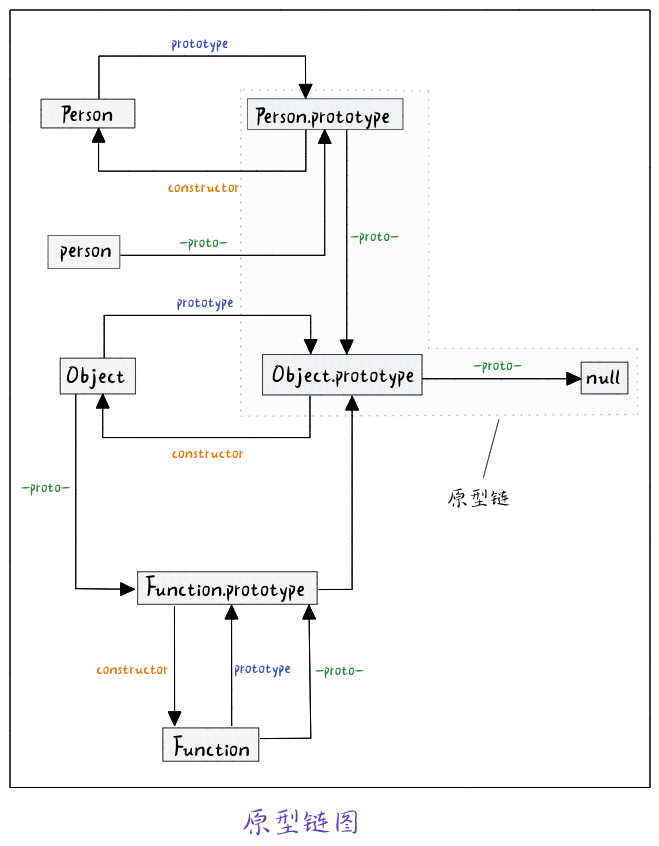 prototype
Person
Person.prototype
constructor
person
-proto-
-proto-
prototype
Object
Object.prototype
-proto-
null
constructor
-proto-
原型链
Function.prototype
constructor
prototype
-proto-
Function
原型链图